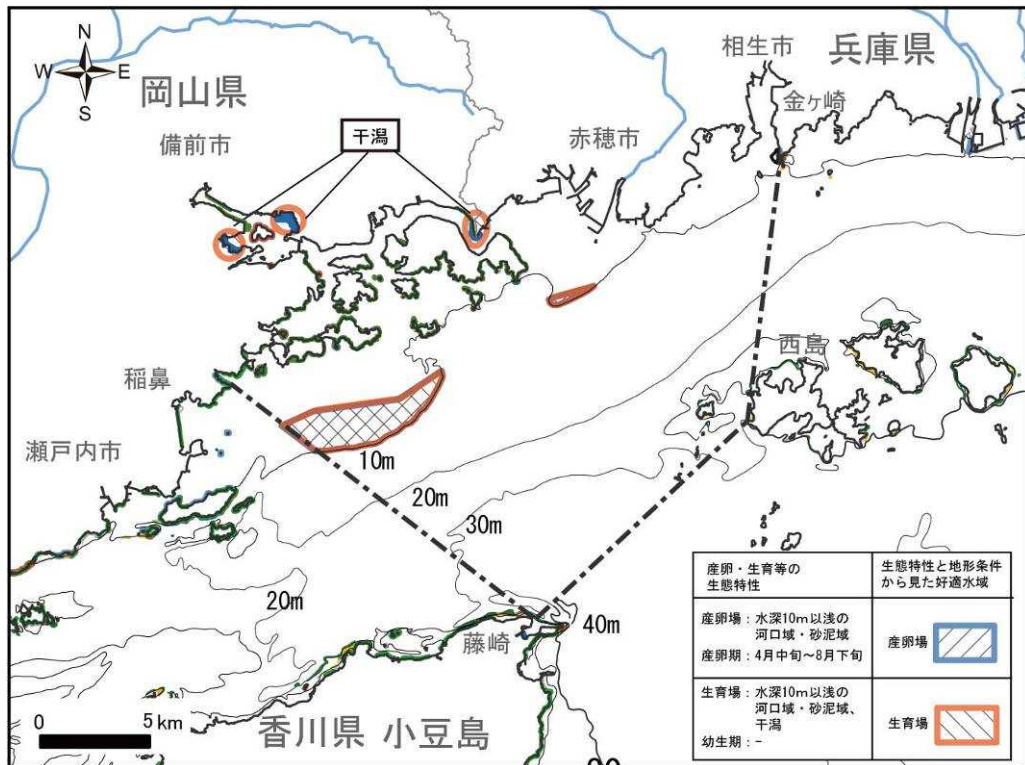 N
W
E
S
岡山県
備前市
干潟
赤穂市
相生市
金ヶ崎
兵庫県
西島
稲鼻
瀬戸内市
10m
20m
30m
20m
40m
藤崎
香川県 小豆島
0
5 km
産卵・生育等の
生態特性
生態特性と地形条件
から見た好適水域
産卵場：水深10m以浅の
河口域・砂泥域
産卵期：4月中旬～8月下旬
産卵場
生育場：水深10m以浅の
河口域・砂泥域、
干潟
幼生期：-
生育場